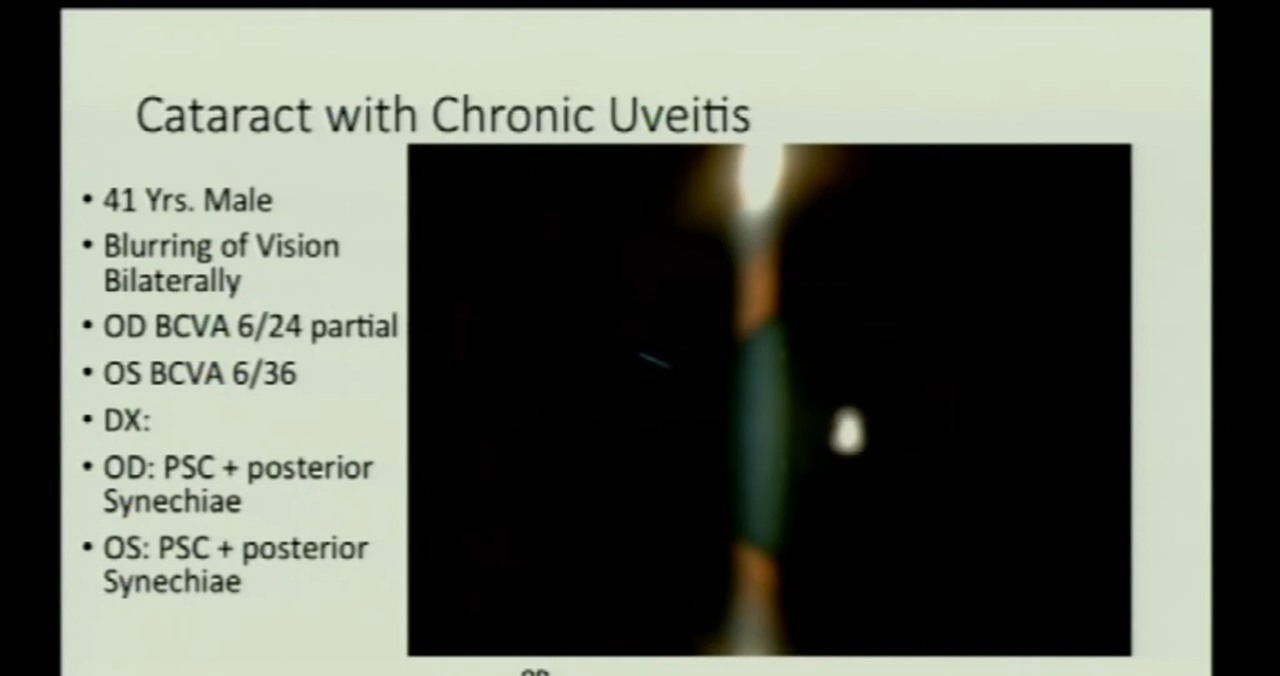 Cataract with Chronic Uveitis
• 41 Yrs. Male
• Blurring of Vision
Bilaterally
• OD BCVA 6/24 partial
• OS BCVA 6/36
• DX:
• OD: PSC + posterior
Synechiae
• OS: PSC + posterior
Synechiae